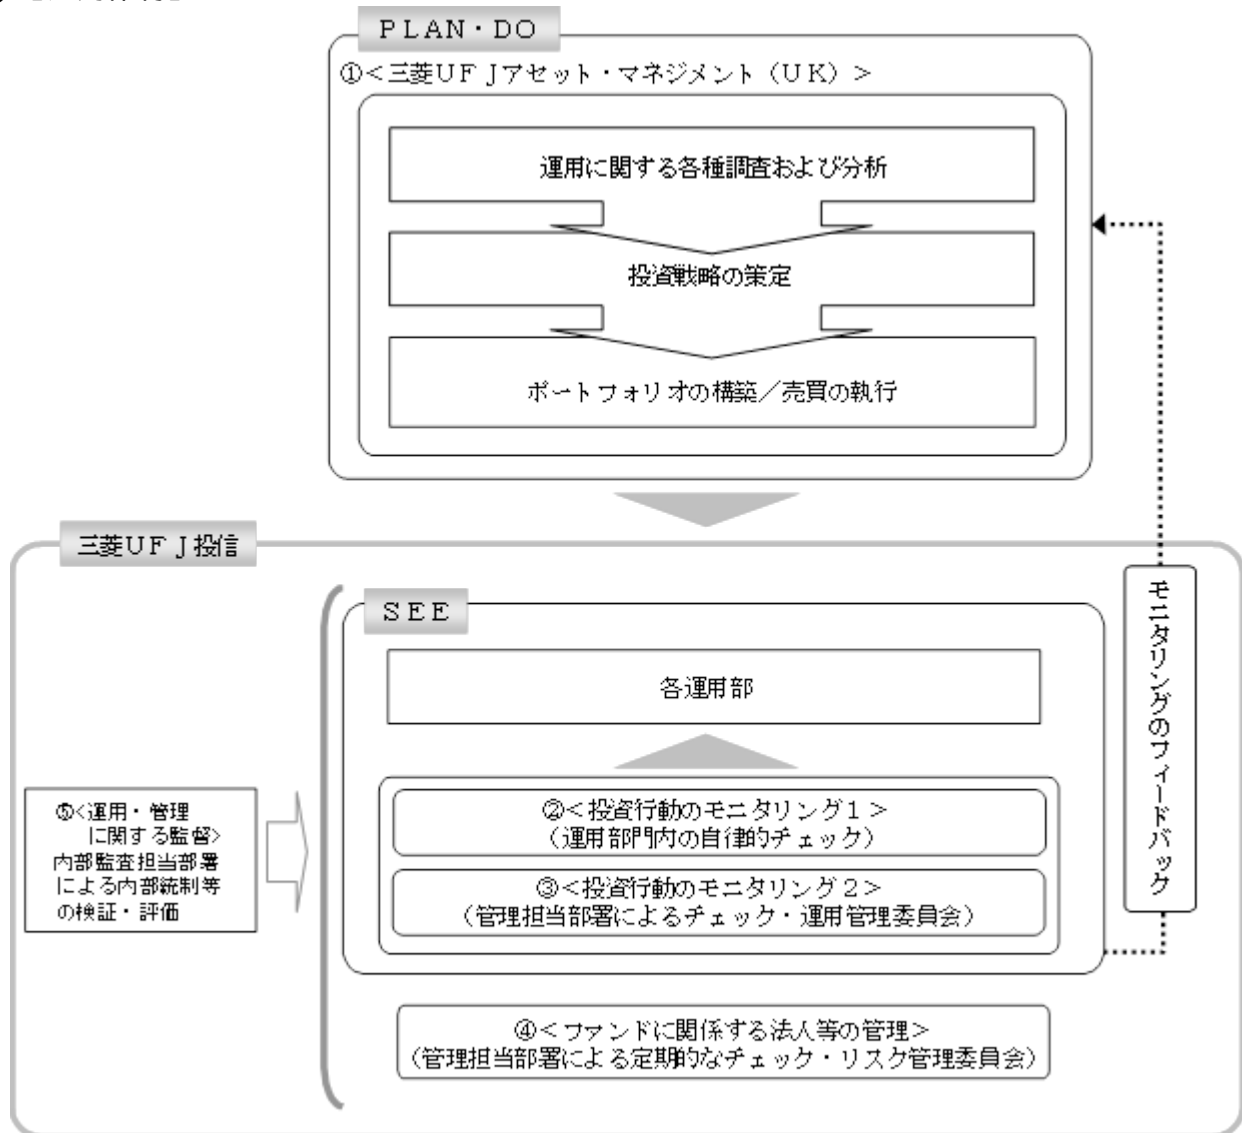 ＰＬＡＮ・ＤＯ
①＜三菱ＵＦＪアセット・マネジメント（ＵＫ）＞
運用に関する各種調査および分析
投資戦略の策定
ポートフォリオの構築／売買の執行
三菱ＵＦＪ投信
ＳＥＥ
各運用部
②＜投資行動のモニタリング１＞
（運用部門内の自律的チェック）
③＜投資行動のモニタリング２＞
（管理担当部署によるチェック・運用管理委員会）
④＜ファンドに関係する法人等の管理＞
（管理担当部署による定期的なチェック・リスク管理委員会）
⑤＜運用・管理
に関する監督＞
内部監査担当部署
による内部統制等
の検証・評価
モニタリングのフィードバック